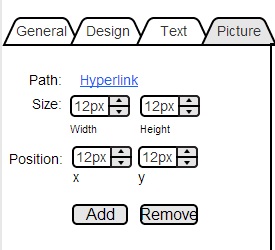 General Design Text Picture
Path: Hyperlink
Size: 12px 12px
Width Height
Position: 12px 12px
x y
Add Remove